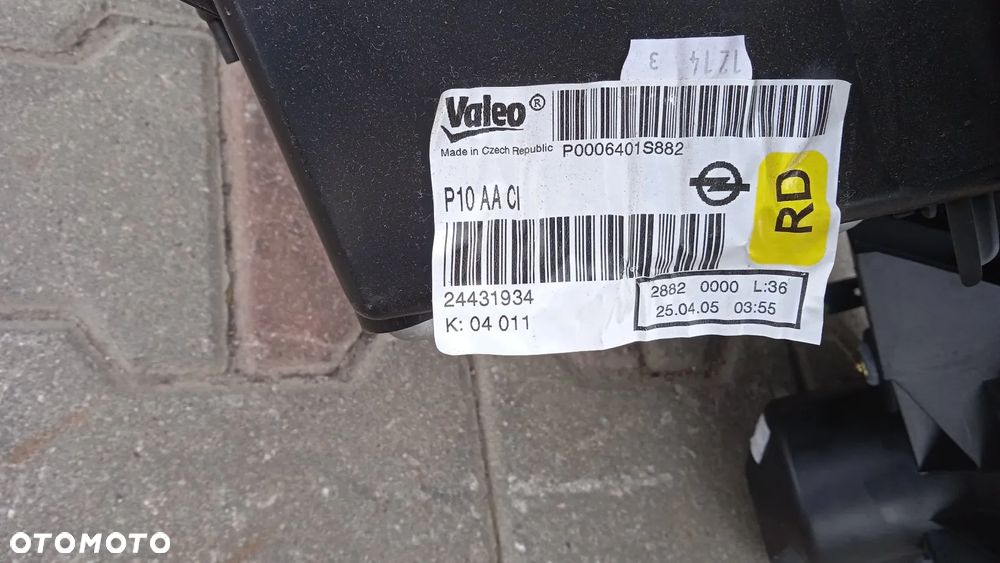 1214 3
Valeo®
Made in Czech Republic P0006401S882
P10 AA CI
RD
24431934
K: 04 011
2882 0000 L:36
25.04.05 03:55
OTOMOTO